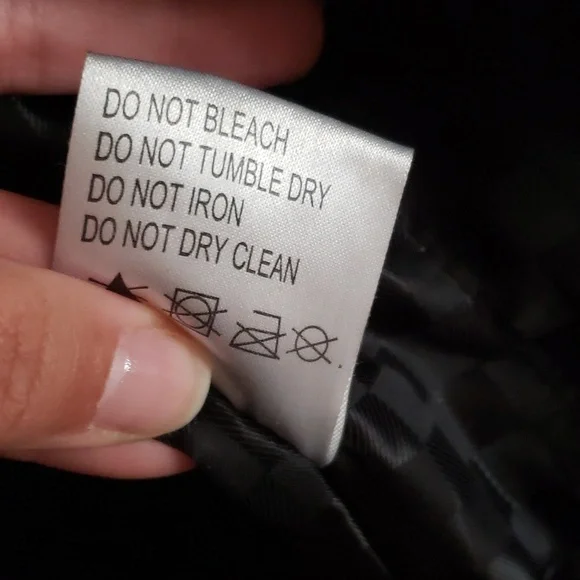 DO NOT BLEACH
DO NOT TUMBLE DRY
DO NOT IRON
DO NOT DRY CLEAN